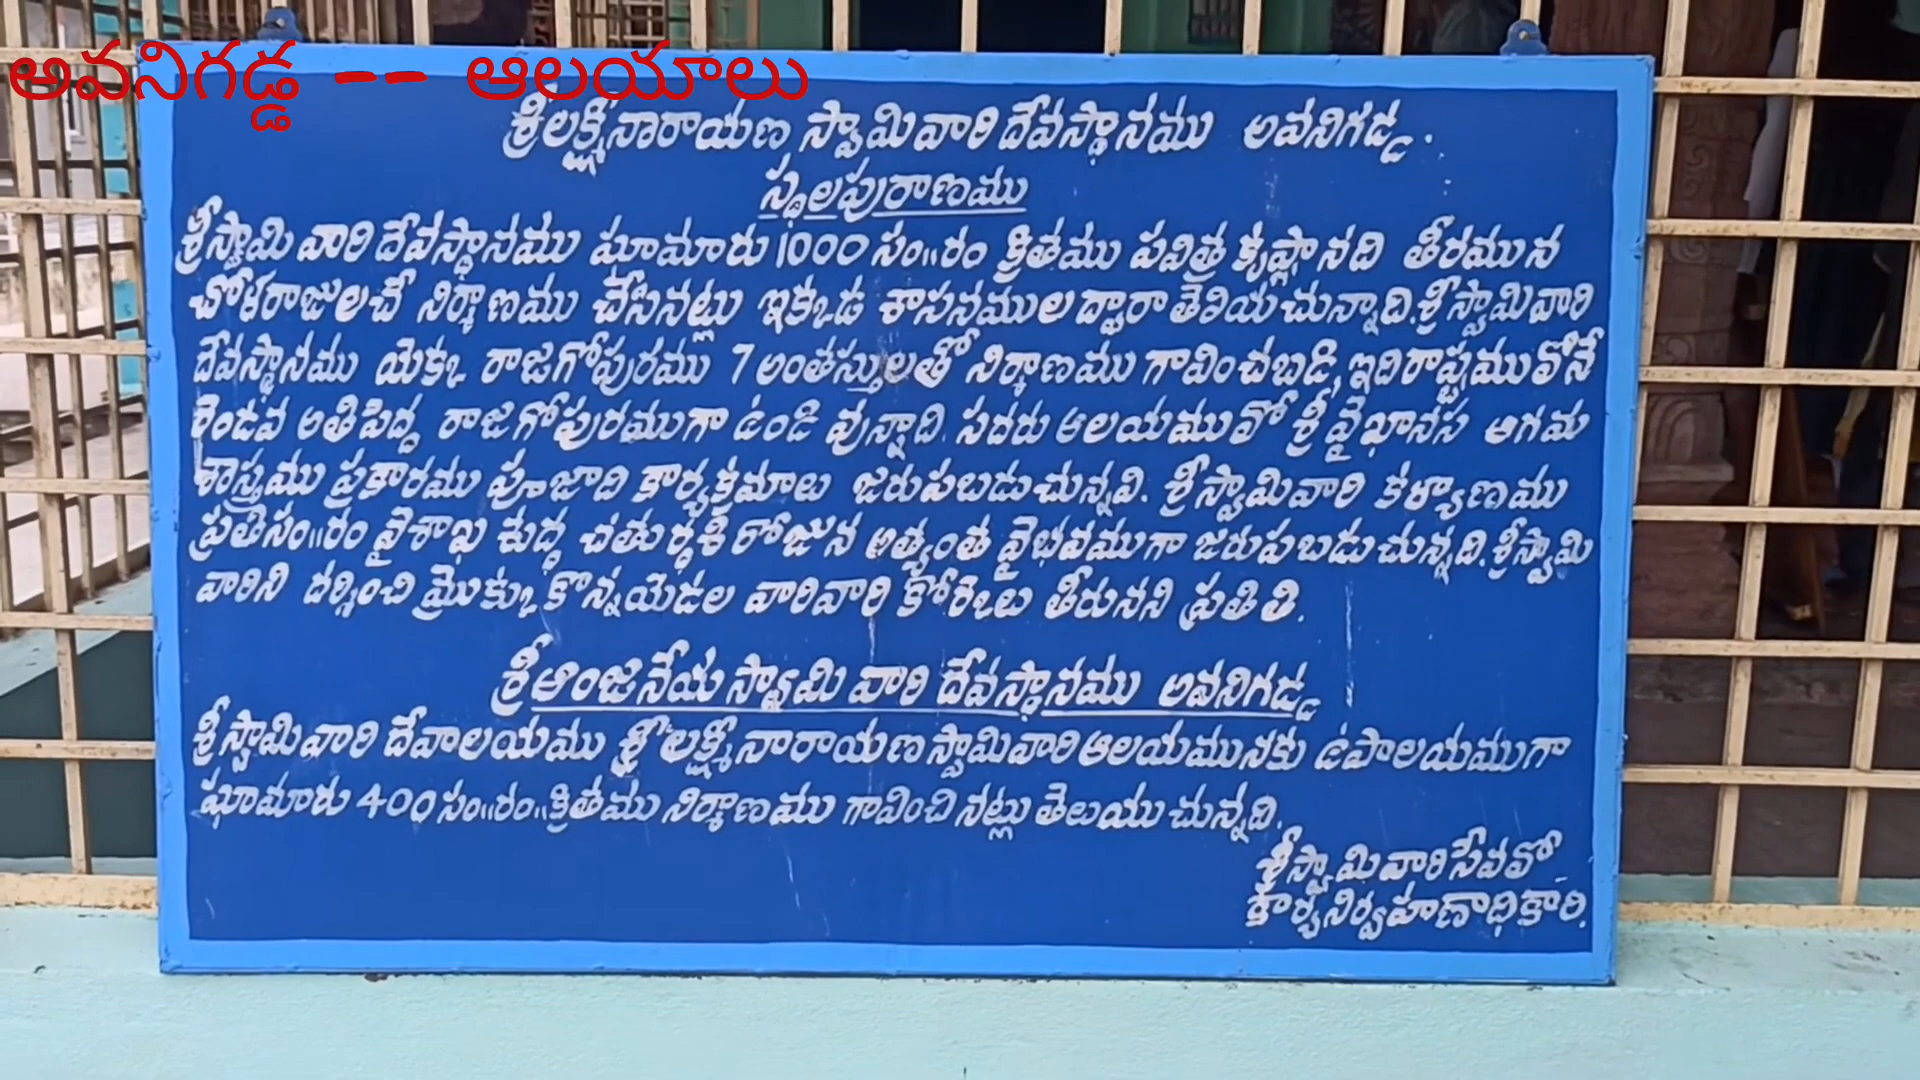 అవనిగడ్డ -- ఆలయాలు
శ్రీలక్ష్మీనారాయణ స్వామివారి దేవస్థానము అవనిగడ్డ.
స్థలపురాణము
శ్రీస్వామి వారి దేవస్థానము షూమారు 1000 సం॥రం క్రితము పవిత్ర కృష్ణానది తీరమున
చోళరాజులచే నిర్మాణము చేసినట్లు ఇక్కడ శాసనముల ద్వారా తెలియచున్నాది.శ్రీస్వామివారి
దేవస్థానము యెక్క రాజగోపురము 7 అంతస్తులతో నిర్మాణము గావించబడి, ఇదిరాష్ట్రములోనే
రెండవ అతిపెద్ద రాజగోపురముగా ఉండి వున్నాది. సదరు ఆలయములో శ్రీ వైఖానస ఆగమ
శాస్త్రము ప్రకారము పూజాది కార్యక్రమాలు జరుపబడుచున్నవి. శ్రీస్వామివారి కళ్యాణము
ప్రతిసం॥రం వైశాఖ శుద్ధ చతుర్ధశి రోజున అత్యంత వైభవముగా జరుపబడుచున్నది.శ్రీస్వామి
వారిని దర్శించి మ్రొక్కు కొన్నయెడల వారివారి కోరికలు తీరునని ప్రతితి.
శ్రీఆంజనేయ స్వామి వారి దేవస్థానము అవనిగడ్డ
శ్రీస్వామివారి దేవాలయము శ్రీలక్ష్మీనారాయణ స్వామివారి ఆలయమునకు ఉపాలయముగా
షూమారు 400 సం॥రం॥క్రితము నిర్మాణము గావించినట్లు తెలుయుచున్నది.
శ్రీస్వామివారిసేవలో
కార్యనిర్వహణాధికారి.